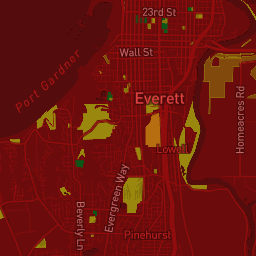 23rd St
Wall St
Port Gardner
Everett
Homeacres Rd
Lowell
Evergreen Way
Beverly Ln
Pinehurst